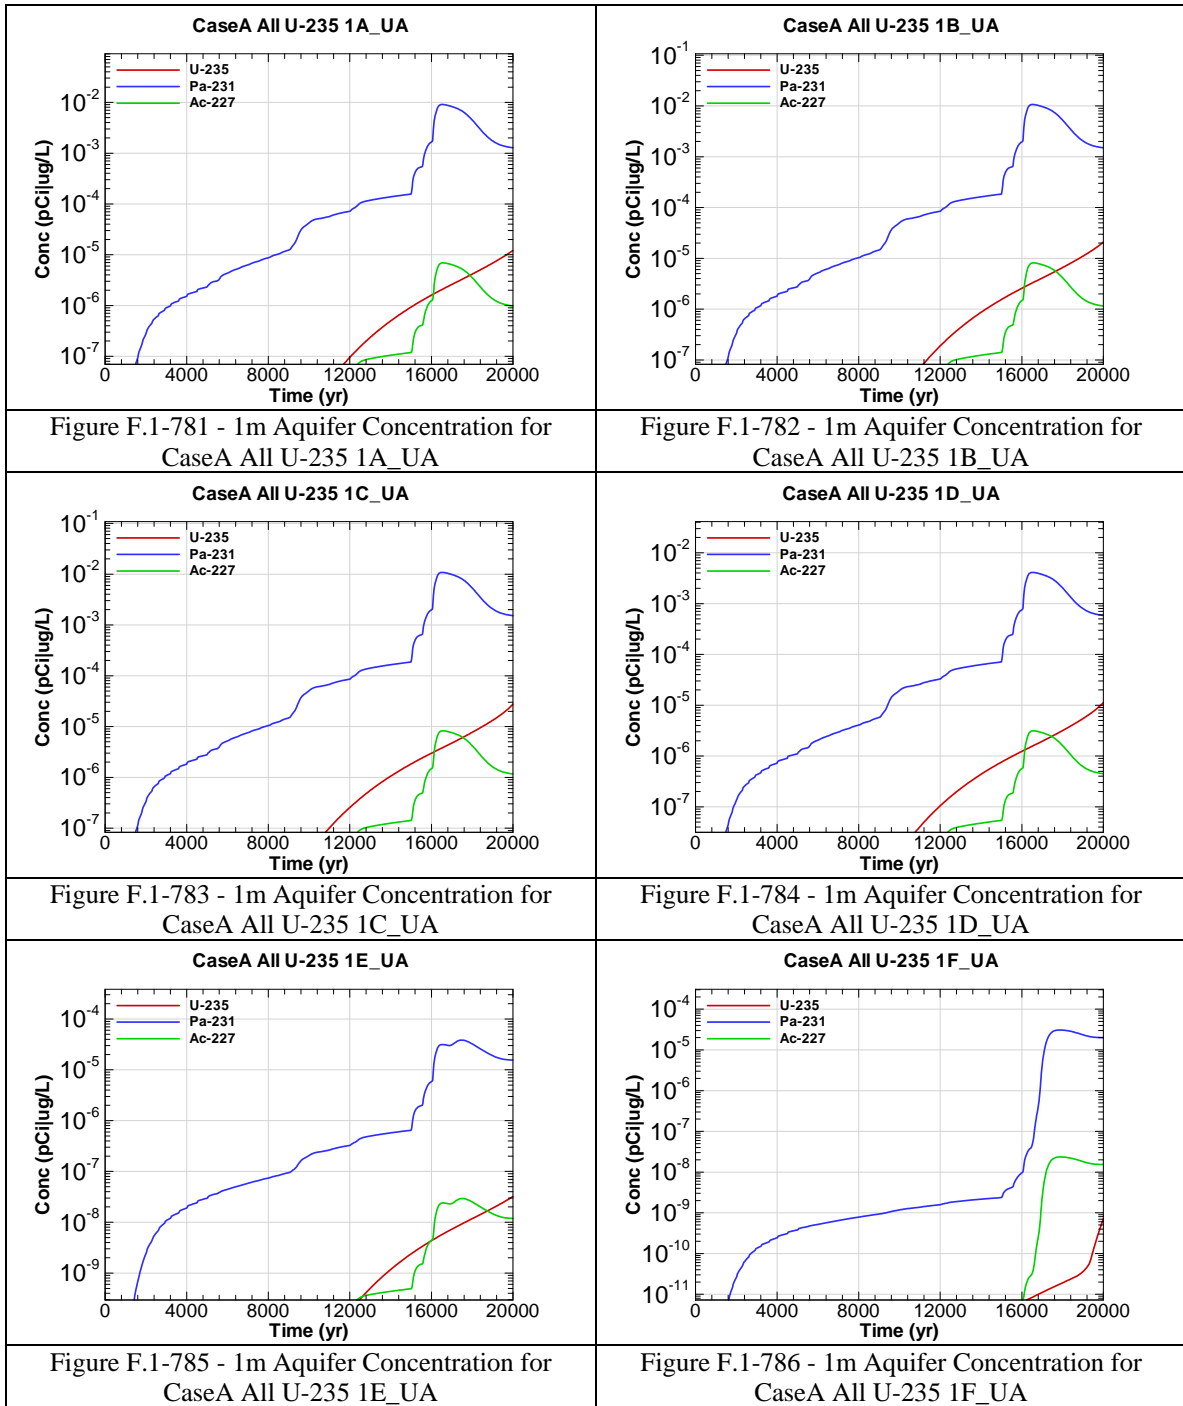 CaseA All U-235 1A_UA
U-235
Pa-231
Ac-227
Conc (pCi|ug/L)
10-2
10-3
10-4
10-5
10-6
10-7
0 4000 8000 12000 16000 20000
Time (yr)
Figure F.1-781 - 1m Aquifer Concentration for
CaseA All U-235 1A_UA
CaseA All U-235 1B_UA
U-235
Pa-231
Ac-227
Conc (pCi|ug/L)
10-1
10-2
10-3
10-4
10-5
10-6
10-7
0 4000 8000 12000 16000 20000
Time (yr)
Figure F.1-782 - 1m Aquifer Concentration for
CaseA All U-235 1B_UA
CaseA All U-235 1C_UA
U-235
Pa-231
Ac-227
Conc (pCi|ug/L)
10-1
10-2
10-3
10-4
10-5
10-6
10-7
0 4000 8000 12000 16000 20000
Time (yr)
Figure F.1-783 - 1m Aquifer Concentration for
CaseA All U-235 1C_UA
CaseA All U-235 1D_UA
U-235
Pa-231
Ac-227
Conc (pCi|ug/L)
10-2
10-3
10-4
10-5
10-6
10-7
0 4000 8000 12000 16000 20000
Time (yr)
Figure F.1-784 - 1m Aquifer Concentration for
CaseA All U-235 1D_UA
CaseA All U-235 1E_UA
U-235
Pa-231
Ac-227
Conc (pCi|ug/L)
10-4
10-5
10-6
10-7
10-8
10-9
0 4000 8000 12000 16000 20000
Time (yr)
Figure F.1-785 - 1m Aquifer Concentration for
CaseA All U-235 1E_UA
CaseA All U-235 1F_UA
U-235
Pa-231
Ac-227
Conc (pCi|ug/L)
10-4
10-5
10-6
10-7
10-8
10-9
10-10
10-11
0 4000 8000 12000 16000 20000
Time (yr)
Figure F.1-786 - 1m Aquifer Concentration for
CaseA All U-235 1F_UA